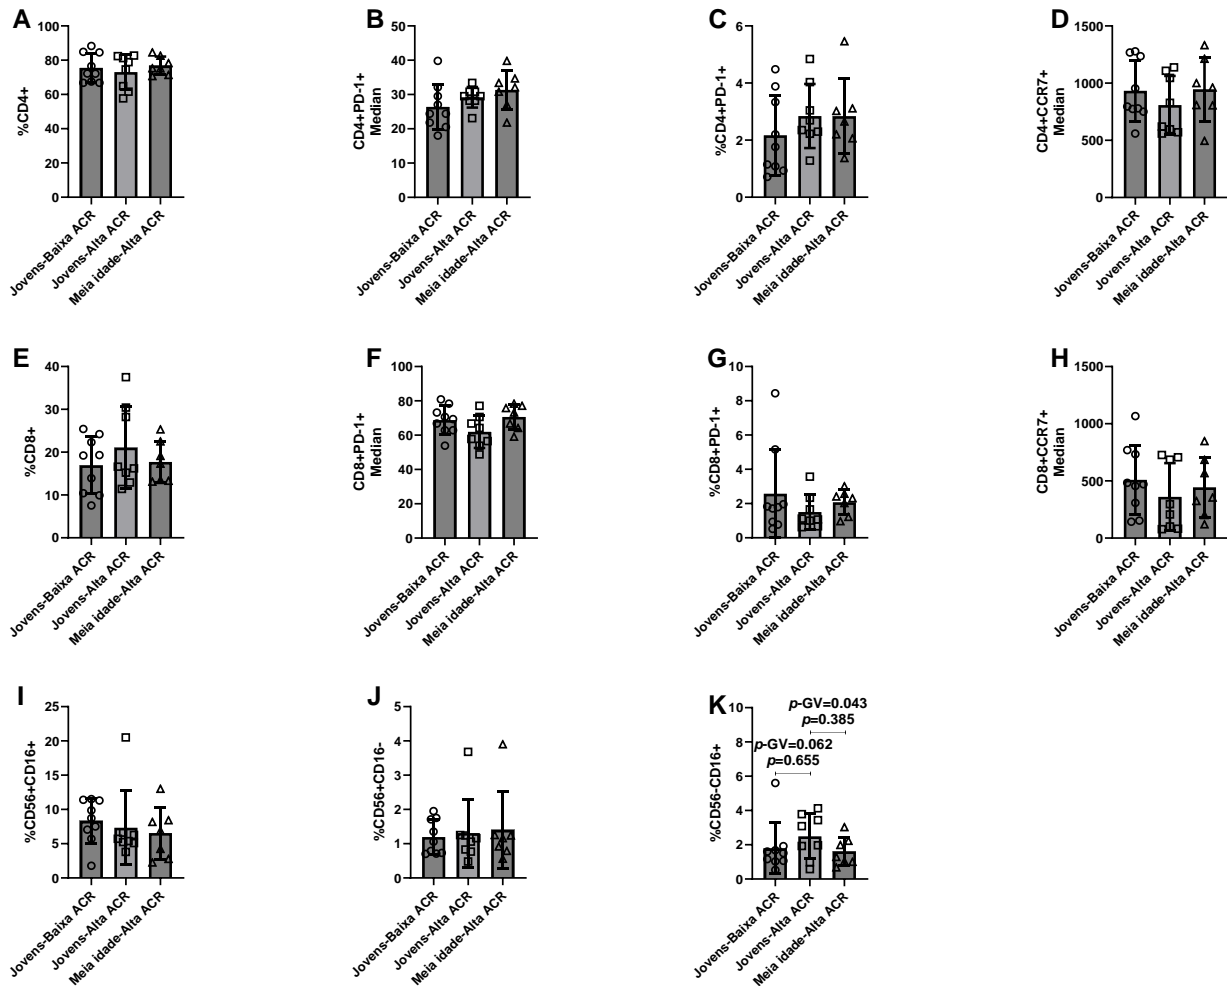 A
%CD4+
100
80
60
40
20
0
Jovens-Baixa ACR
Jovens-Alta ACR
Meia idade-Alta ACR
B
CD4+PD-1+
Median
50
40
30
20
10
0
Jovens-Baixa ACR
Jovens-Alta ACR
Meia idade-Alta ACR
C
%CD4+PD-1+
6
4
2
0
Jovens-Baixa ACR
Jovens-Alta ACR
Meia idade-Alta ACR
D
CD4+CCR7+
Median
1500
1000
500
0
Jovens-Baixa ACR
Jovens-Alta ACR
Meia idade-Alta ACR
E
%CD8+
40
30
20
10
0
Jovens-Baixa ACR
Jovens-Alta ACR
Meia idade-Alta ACR
F
CD8+PD-1+
Median
100
80
60
40
20
0
Jovens-Baixa ACR
Jovens-Alta ACR
Meia idade-Alta ACR
G
%CD8+PD-1+
10
8
6
4
2
0
Jovens-Baixa ACR
Jovens-Alta ACR
Meia idade-Alta ACR
H
CD8+CCR7+
Median
1500
1000
500
0
Jovens-Baixa ACR
Jovens-Alta ACR
Meia idade-Alta ACR
I
%CD56+CD16+
25
20
15
10
5
0
Jovens-Baixa ACR
Jovens-Alta ACR
Meia idade-Alta ACR
J
%CD56+CD16-
5
4
3
2
1
0
Jovens-Baixa ACR
Jovens-Alta ACR
Meia idade-Alta ACR
K
%CD56-CD16+
10
8
6
4
2
0
p-GV=0.043
p=0.385
p-GV=0.062
p=0.655
Jovens-Baixa ACR
Jovens-Alta ACR
Meia idade-Alta ACR